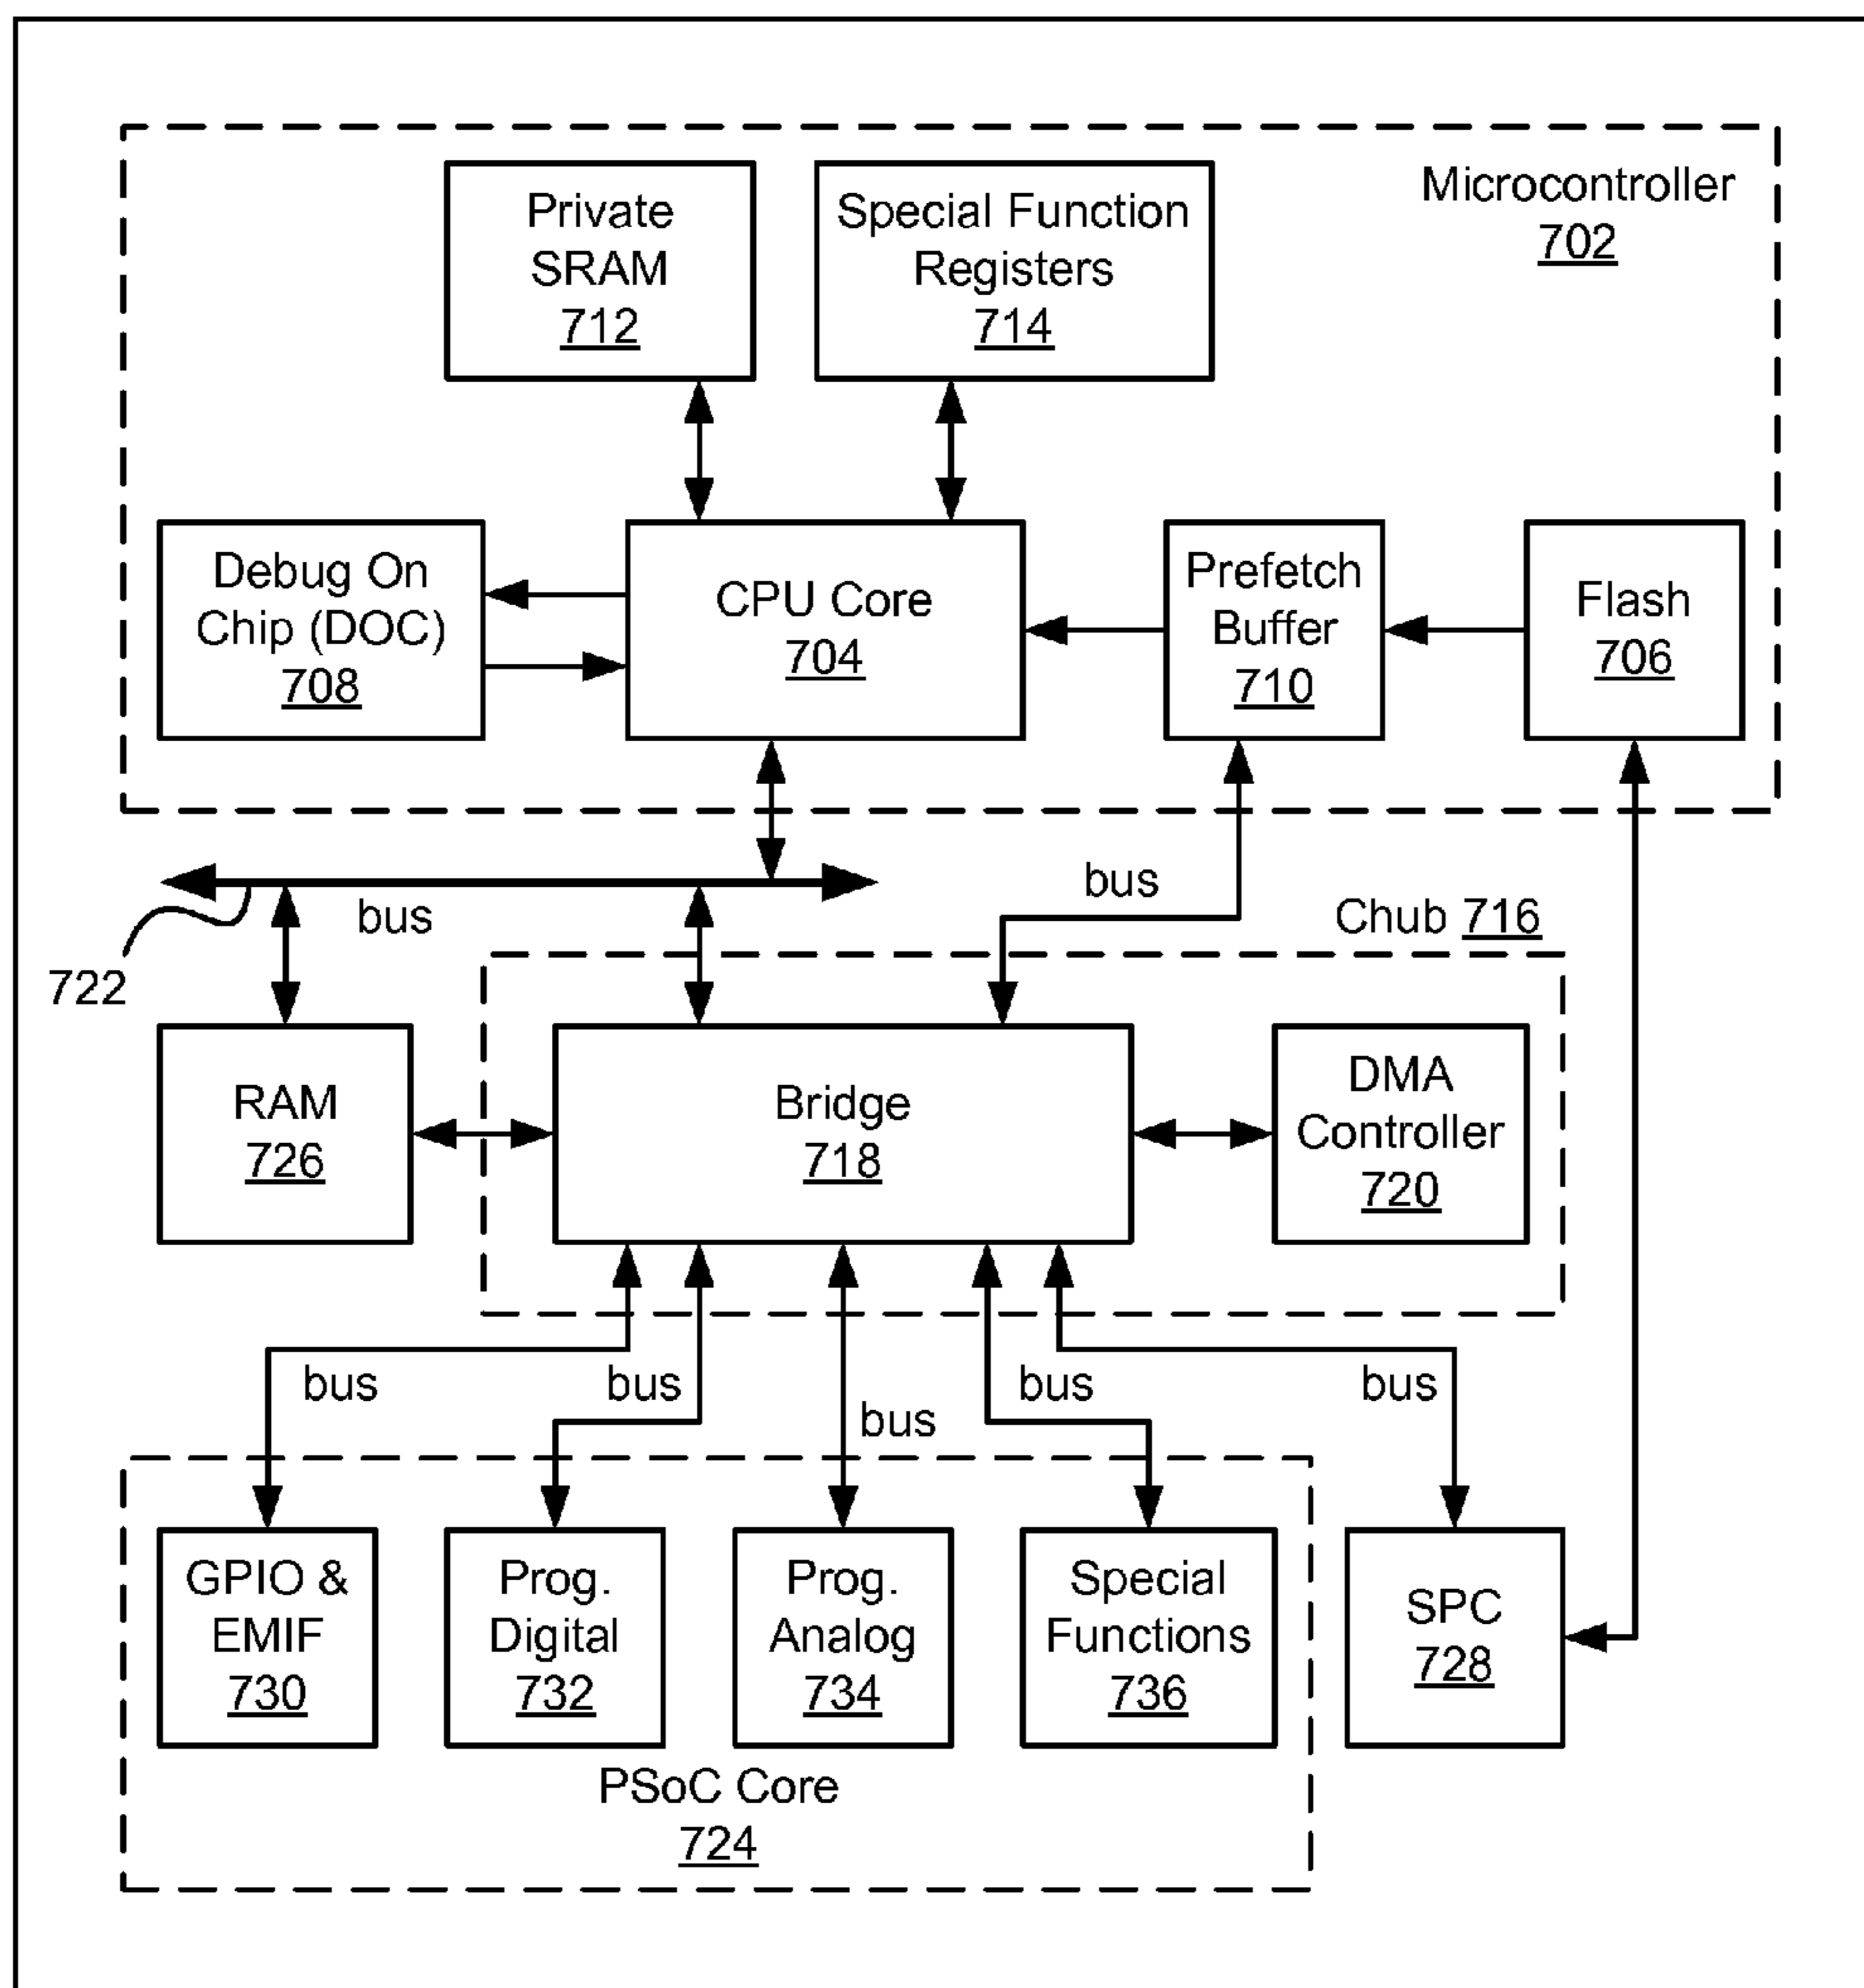 Microcontroller
702
Private
SRAM
712
Special Function
Registers
714
Debug On
Chip (DOC)
708
CPU Core
704
Prefetch
Buffer
710
Flash
706
bus
722
bus
Chub 716
RAM
726
Bridge
718
DMA
Controller
720
bus
bus
bus
bus
bus
GPIO &
EMIF
730
Prog.
Digital
732
Prog.
Analog
734
Special
Functions
736
SPC
728
PSoC Core
724